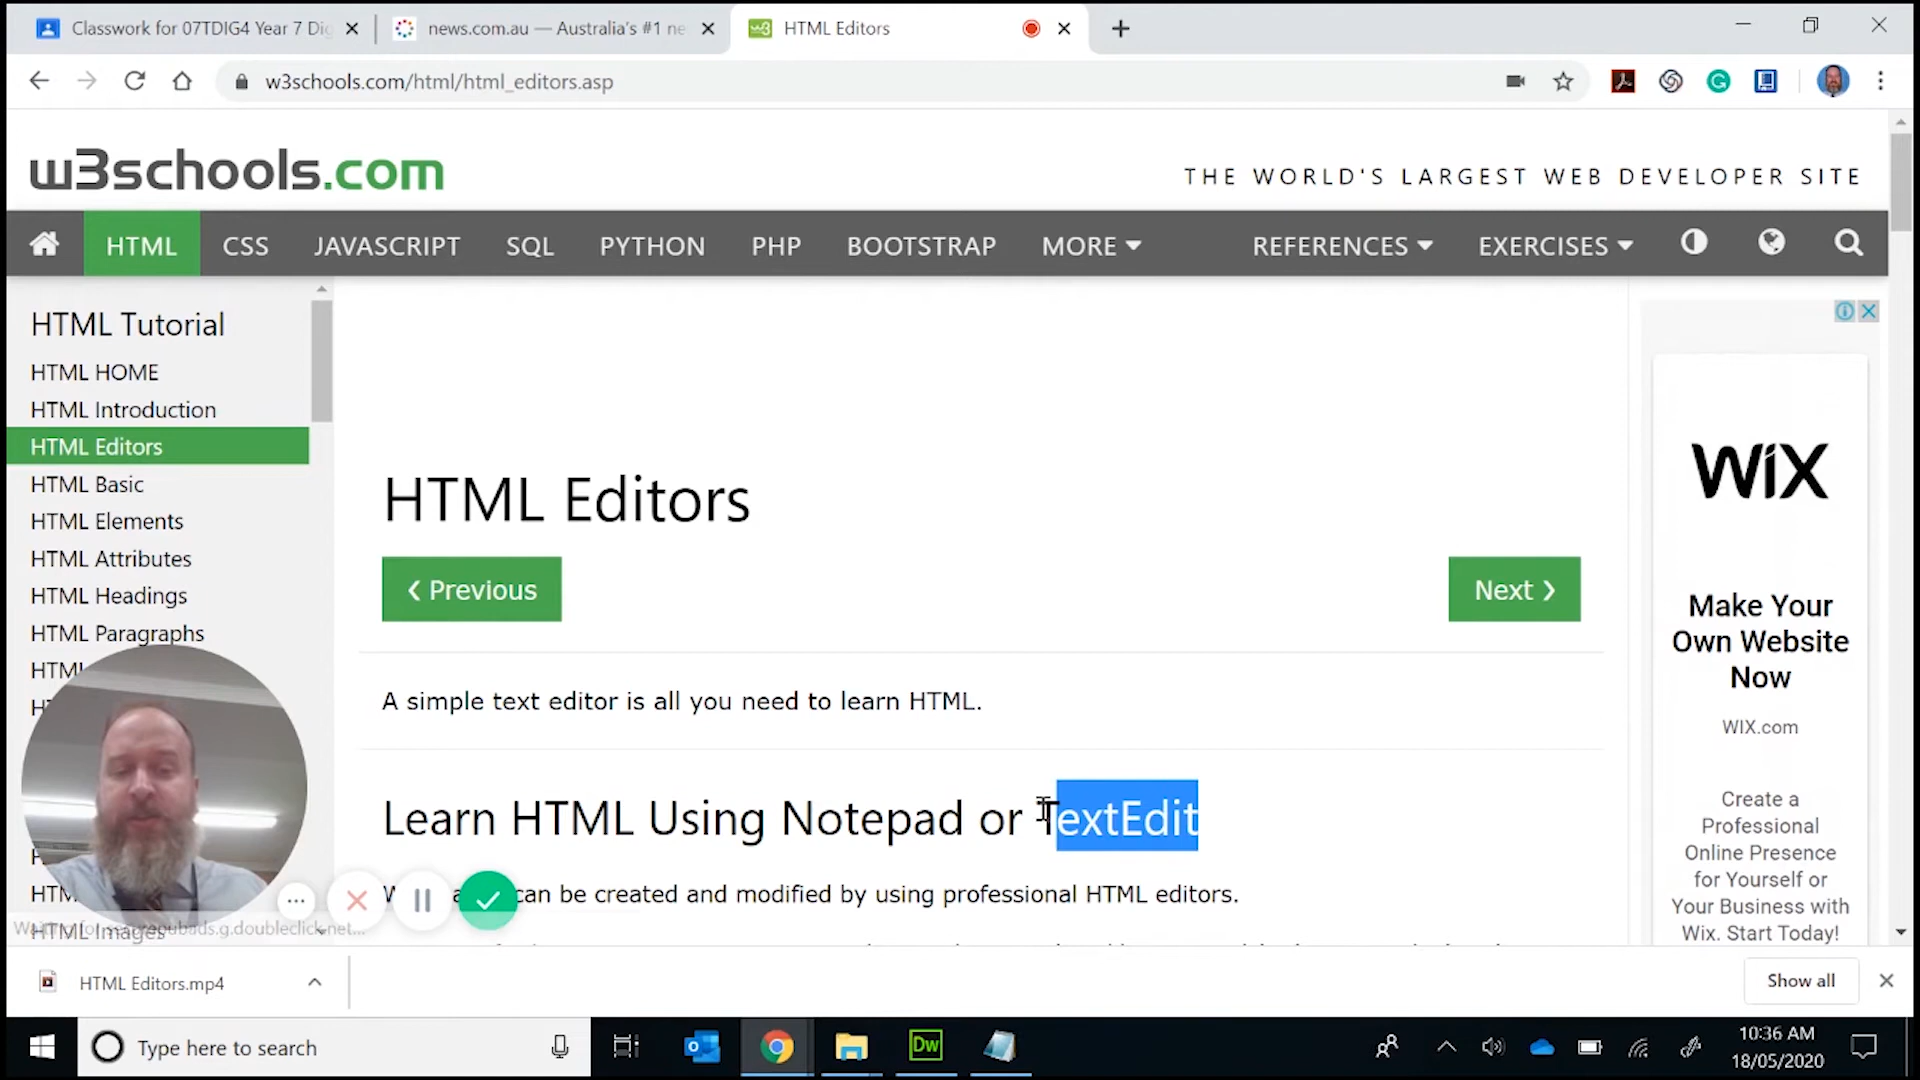 Classwork for 07TDIG4 Year 7 Dig
news.com.au — Australia's #1 ne
w3
HTML Editors
w3schools.com/html/html_editors.asp
w3schools.com
THE WORLD'S LARGEST WEB DEVELOPER SITE
HTML
CSS
JAVASCRIPT
SQL
PYTHON
PHP
BOOTSTRAP
MORE
REFERENCES
EXERCISES
HTML Tutorial
HTML HOME
HTML Introduction
HTML Editors
HTML Basic
HTML Elements
HTML Attributes
HTML Headings
HTML Paragraphs
HTML Images
HTML Editors
❮ Previous
Next ❯
A simple text editor is all you need to learn HTML.
Learn HTML Using Notepad or TextEdit
can be created and modified by using professional HTML editors.
WiX
Make Your
Own Website
Now
WIX.com
Create a
Professional
Online Presence
for Yourself or
Your Business with
Wix. Start Today!
HTML Editors.mp4
Show all
Type here to search
Dw
10:36 AM
18/05/2020